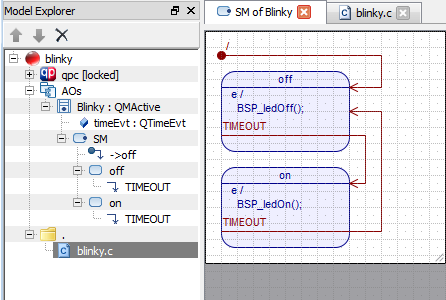 Model Explorer
blinky
qpc [locked]
AOs
Blinky : QMActive
timeEvt : QTimeEvt
SM
->off
off
TIMEOUT
on
TIMEOUT
.
blinky.c
SM of Blinky
blinky.c
/
off
e /
BSP_ledOff();
TIMEOUT
on
e /
BSP_ledOn();
TIMEOUT